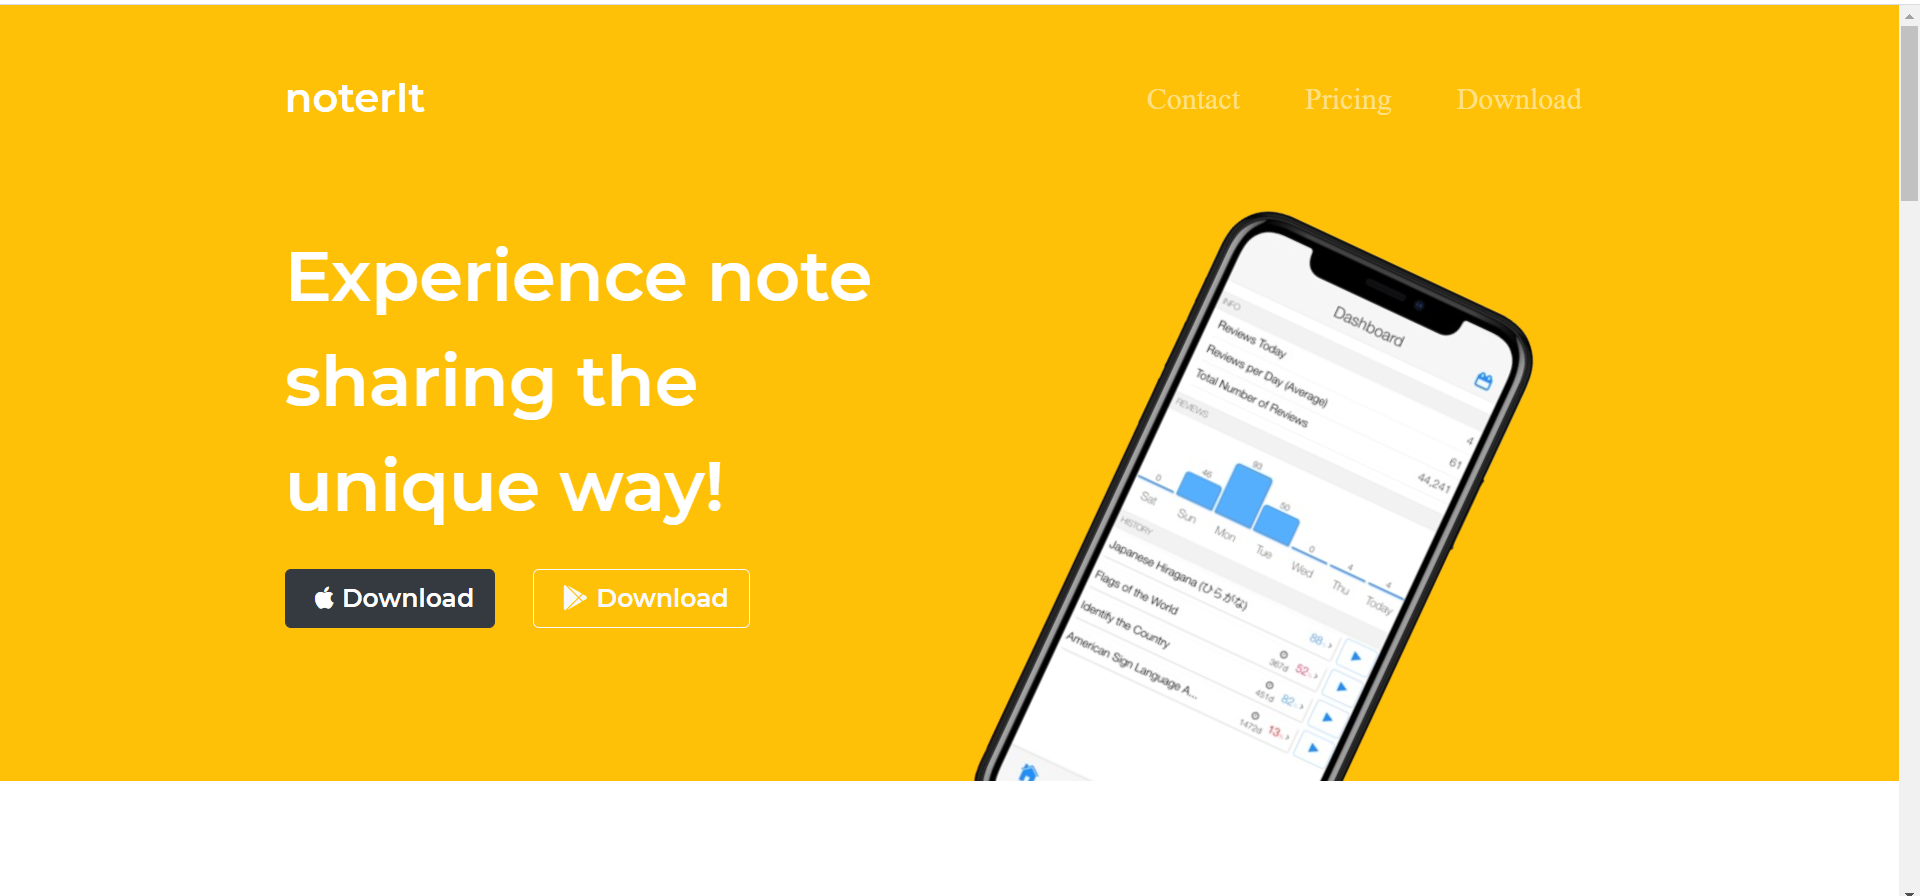 noterIt
Contact Pricing Download
Experience note
sharing the
unique way!
Download Download
Dashboard
INFO
Reviews Today 4
Reviews per Day (Average) 61
Total Number of Reviews 44,241
REVIEWS
0 46 93 50 0 4 4
Sat Sun Mon Tue Wed Thu Today
HISTORY
Japanese Hiragana (ひらがな) 88
Flags of the World 367d 52
Identify the Country 451d 82
American Sign Language A... 1472d 13